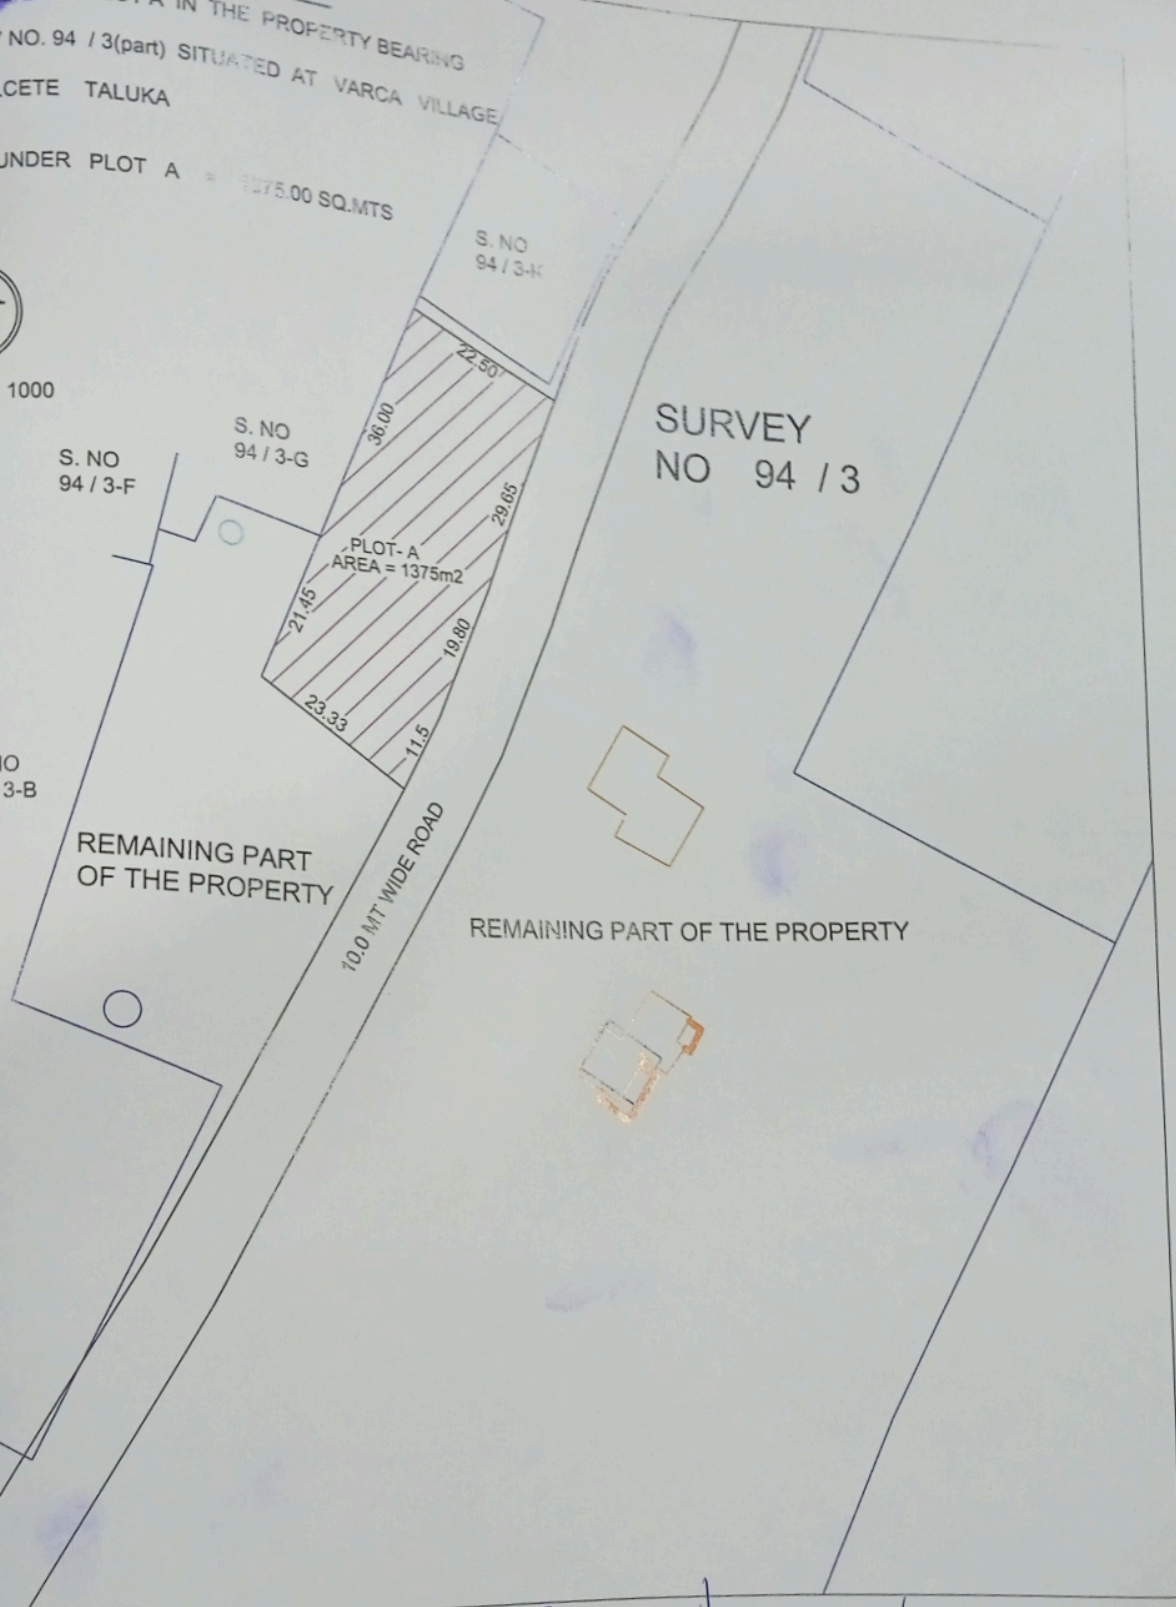 IN THE PROPERTY BEARING
NO. 94 / 3(part) SITUATED AT VARCA VILLAGE
CETE TALUKA
UNDER PLOT A = 1375.00 SQ.MTS
S. NO
94 / 3-H
1000
22.50
36.00
S. NO
94 / 3-G
S. NO
94 / 3-F
SURVEY
NO 94 / 3
29.65
PLOT- A
AREA = 1375m2
21.45
19.80
23.33
11.5
3-B
REMAINING PART
OF THE PROPERTY
10.0 MT WIDE ROAD
REMAINING PART OF THE PROPERTY